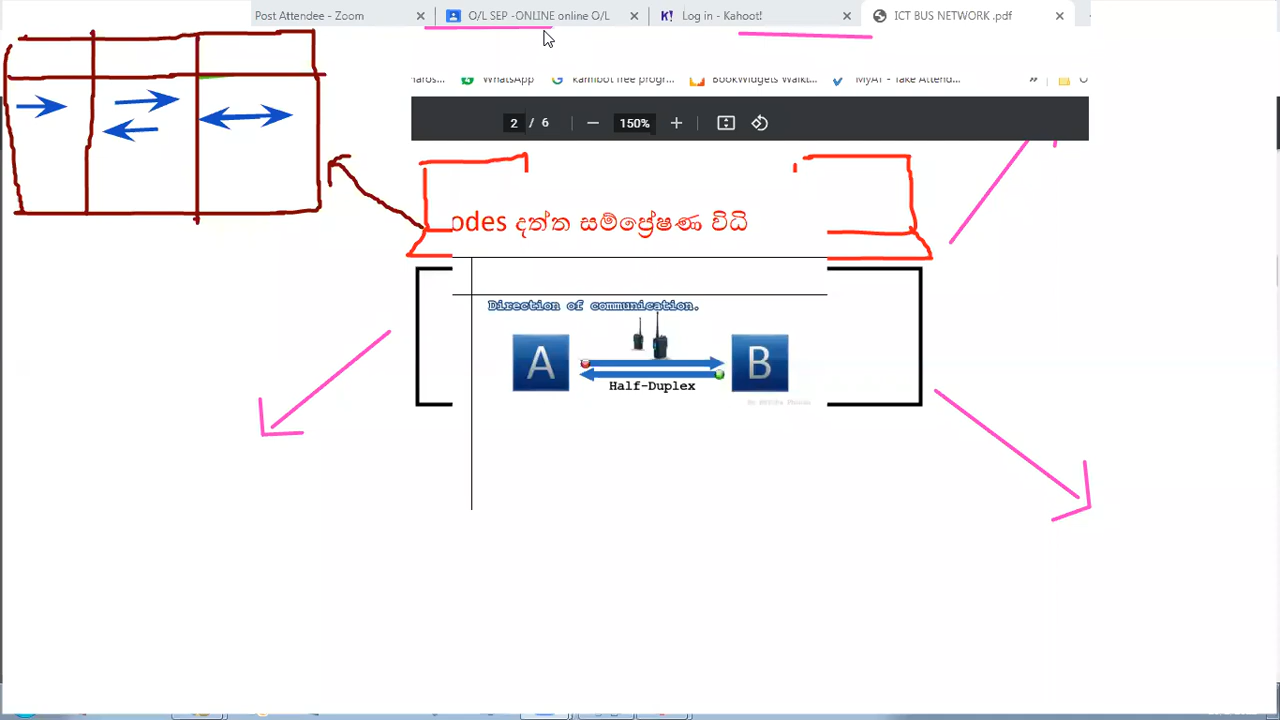 Post Attendee - Zoom
O/L SEP -ONLINE online O/L
Log in - Kahoot!
ICT BUS NETWORK .pdf
WhatsApp
kambot free progr...
BookWidgets Walkt...
MyAT - Take Attend...
2 / 6
150%
odes දත්ත සම්ප්‍රේෂණ විධි
Direction of communication.
A
B
Half-Duplex